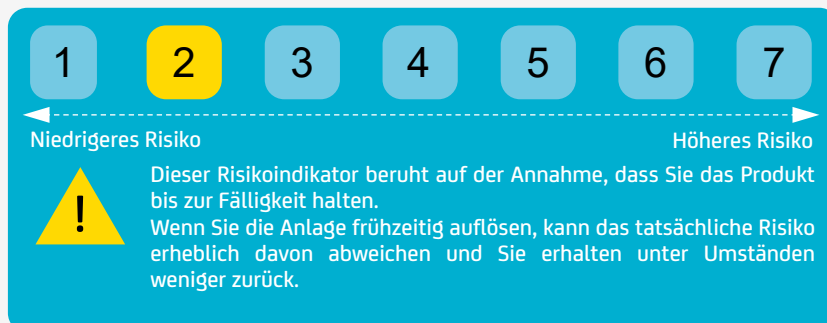 1 2 3 4 5 6 7
Niedrigeres Risiko Höheres Risiko
!
Dieser Risikoindikator beruht auf der Annahme, dass Sie das Produkt
bis zur Fälligkeit halten.
Wenn Sie die Anlage frühzeitig auflösen, kann das tatsächliche Risiko
erheblich davon abweichen und Sie erhalten unter Umständen
weniger zurück.